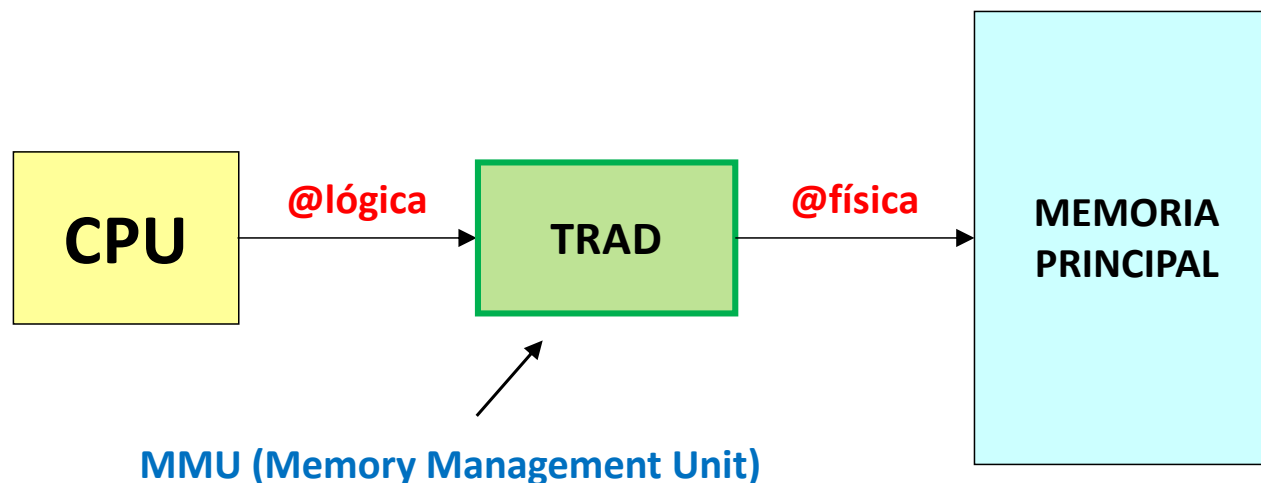 CPU
@lógica
TRAD
@física
MEMORIA
PRINCIPAL
MMU (Memory Management Unit)